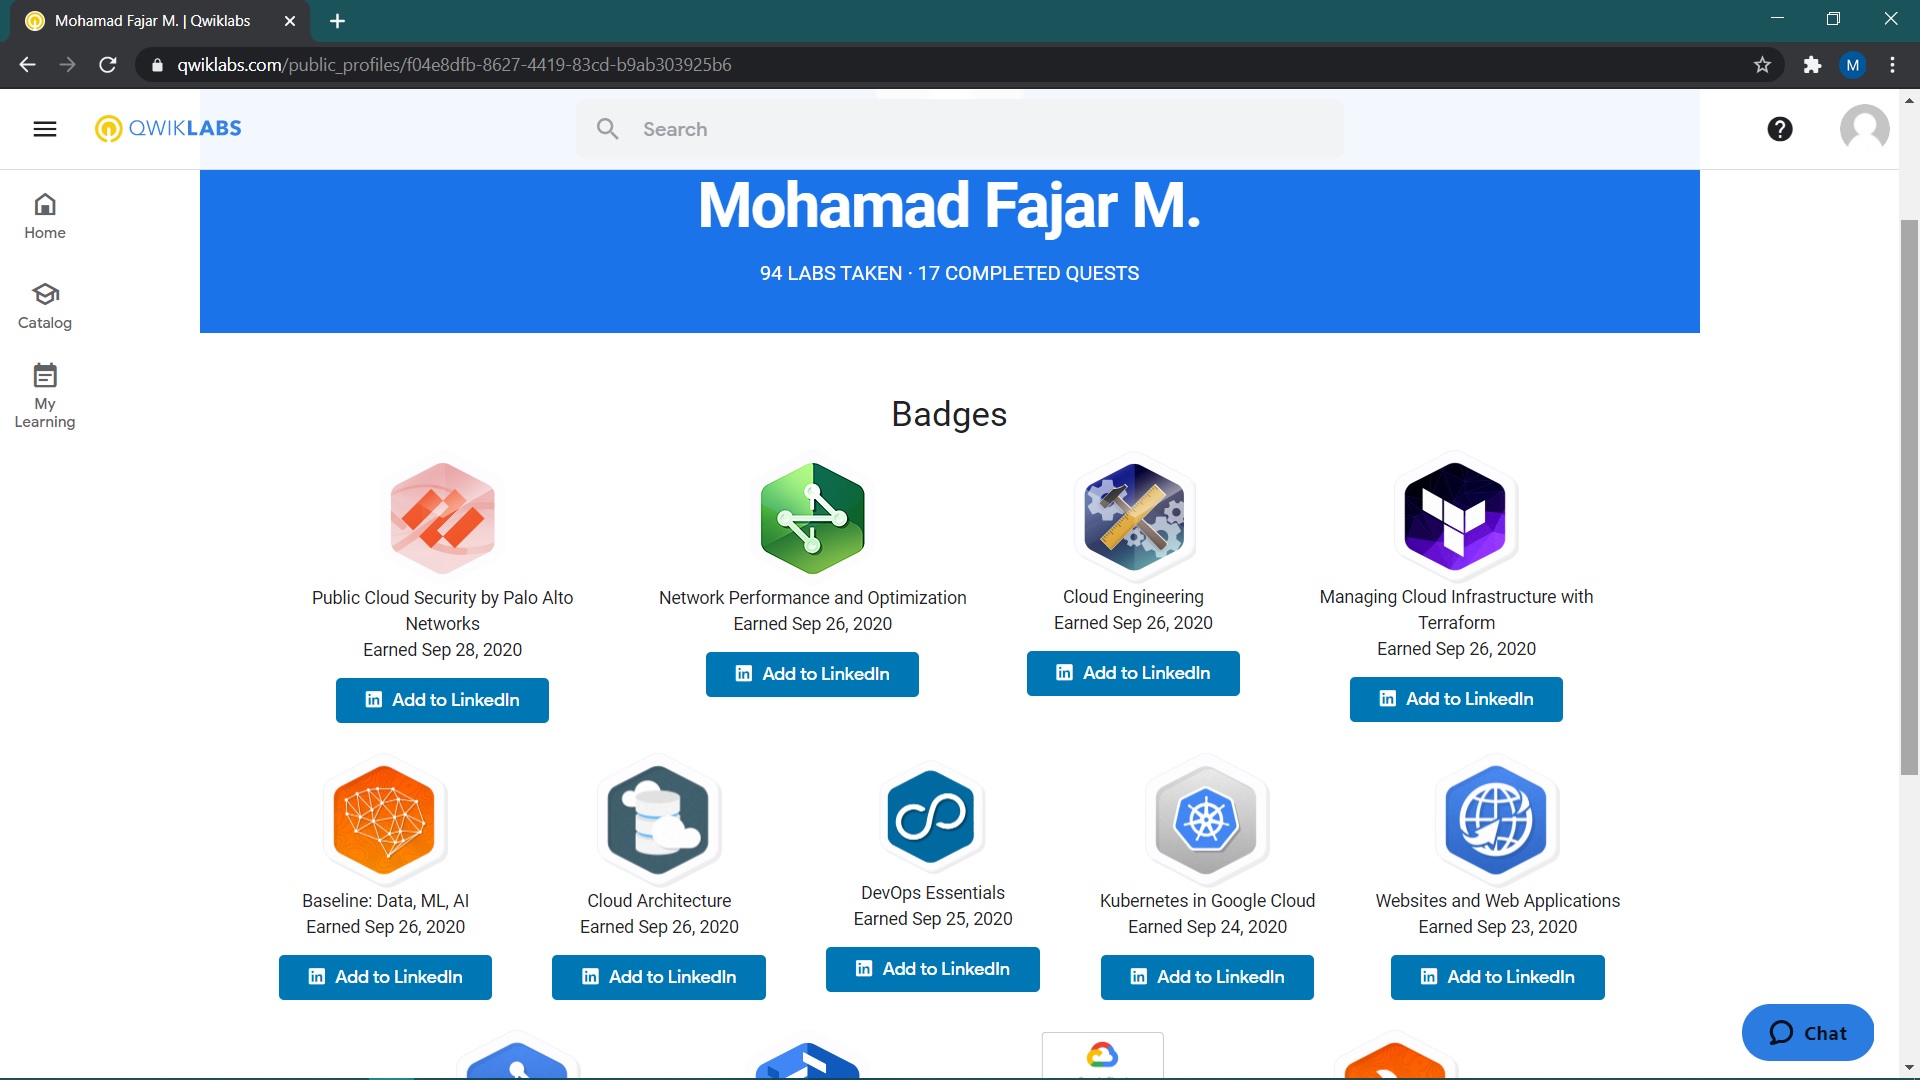 Mohamad Fajar M. | Qwiklabs
qwiklabs.com/public_profiles/f04e8dfb-8627-4419-83cd-b9ab303925b6
M
QWIKLABS
Search
Home
Catalog
My
Learning
Mohamad Fajar M.
94 LABS TAKEN · 17 COMPLETED QUESTS
Badges
Public Cloud Security by Palo Alto
Networks
Earned Sep 28, 2020
Add to LinkedIn
Network Performance and Optimization
Earned Sep 26, 2020
Add to LinkedIn
Cloud Engineering
Earned Sep 26, 2020
Add to LinkedIn
Managing Cloud Infrastructure with
Terraform
Earned Sep 26, 2020
Add to LinkedIn
Baseline: Data, ML, AI
Earned Sep 26, 2020
Add to LinkedIn
Cloud Architecture
Earned Sep 26, 2020
Add to LinkedIn
DevOps Essentials
Earned Sep 25, 2020
Add to LinkedIn
Kubernetes in Google Cloud
Earned Sep 24, 2020
Add to LinkedIn
Websites and Web Applications
Earned Sep 23, 2020
Add to LinkedIn
Chat